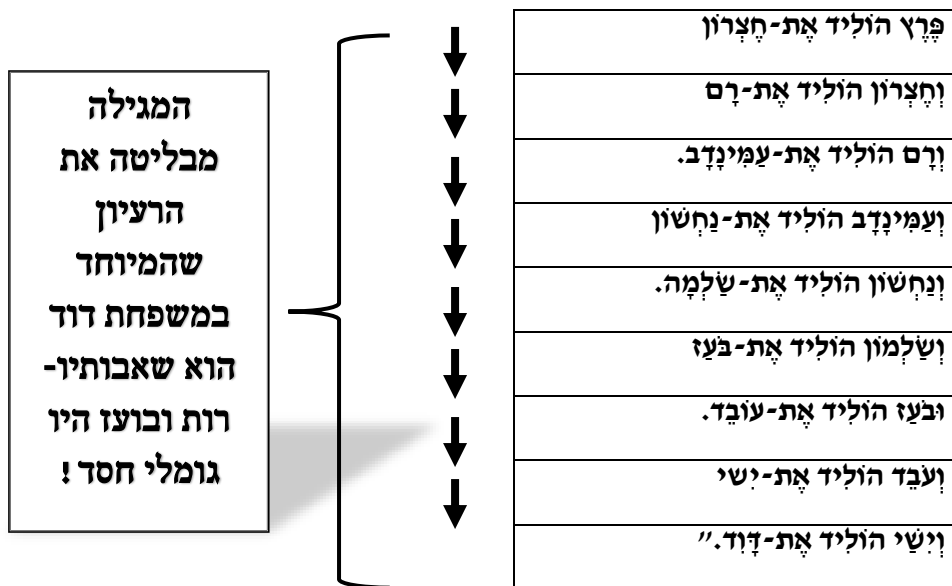 פֶּרֶץ הוֹלִיד אֶת-חֶצְרוֹן
וְחֶצְרוֹן הוֹלִיד אֶת-רָם
וְרָם הוֹלִיד אֶת-עַמִּינָדָב.
וְעַמִּינָדָב הוֹלִיד אֶת-נַחְשׁוֹן
וְנַחְשׁוֹן הוֹלִיד אֶת-שַׂלְמָה.
וְשַׂלְמוֹן הוֹלִיד אֶת-בֹּעַז
וּבֹעַז הוֹלִיד אֶת-עוֹבֵד.
וְעֹבֵד הוֹלִיד אֶת-יִשי
וְיִשַׁי הוֹלִיד אֶת-דָּוִד."
המגילה
מבליטה את
הרעיון
שהמיוחד
במשפחת דוד
הוא שאבותיו-
רות ובועז היו
גומלי חסד!